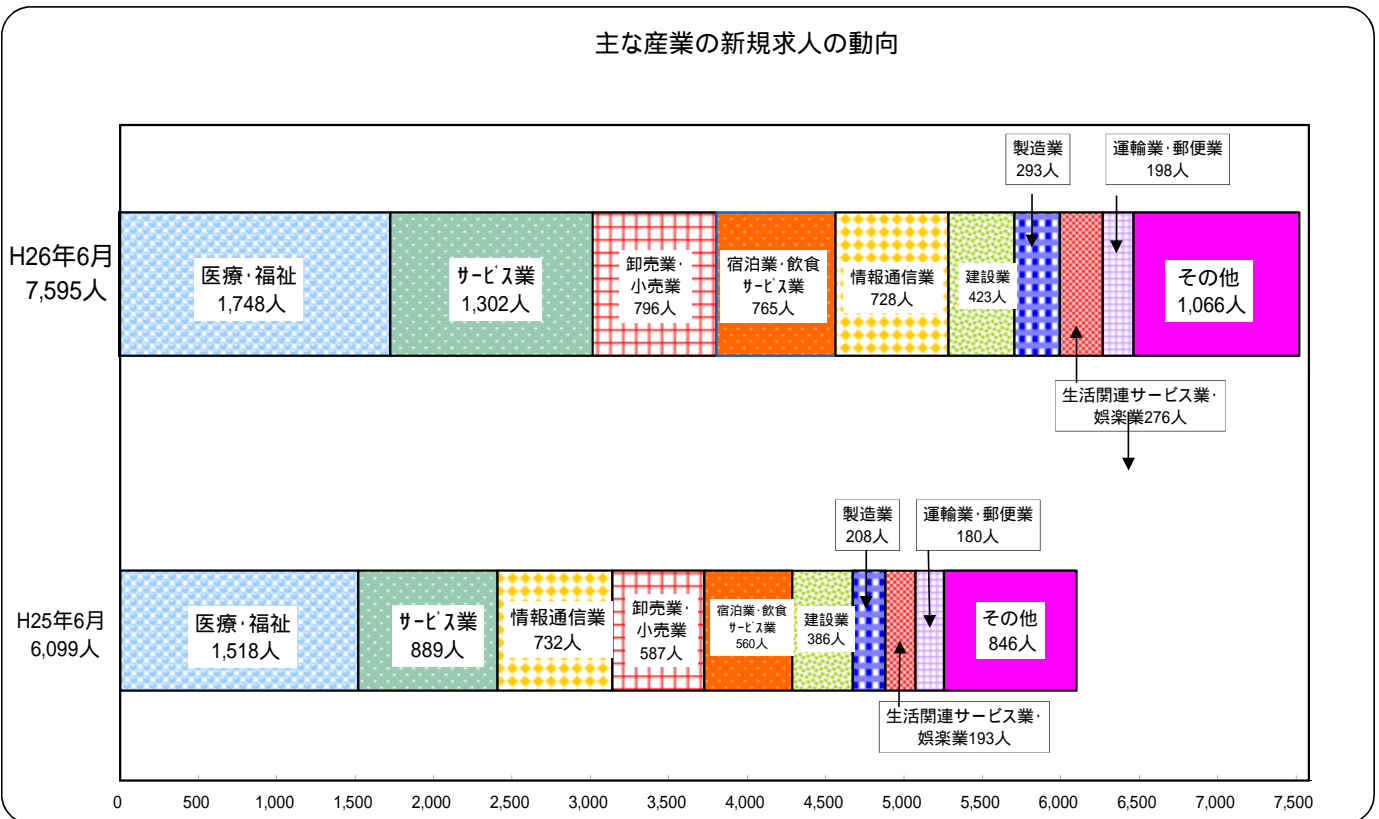 主な産業の新規求人の動向
製造業
293人
運輸業・郵便業
198人
H26年6月
7,595人
医療・福祉
1,748人
ｻｰﾋﾞｽ業
1,302人
卸売業・
小売業
796人
宿泊業・飲食
ｻｰﾋﾞｽ業
765人
情報通信業
728人
建設業
423人
その他
1,066人
生活関連サービス業・
娯楽業276人
製造業
208人
運輸業・郵便業
180人
H25年6月
6,099人
医療・福祉
1,518人
ｻｰﾋﾞｽ業
889人
情報通信業
732人
卸売業・
小売業
587人
宿泊業・飲食
ｻｰﾋﾞｽ業
560人
建設業
386人
その他
846人
生活関連サービス業・
娯楽業193人
0 500 1,000 1,500 2,000 2,500 3,000 3,500 4,000 4,500 5,000 5,500 6,000 6,500 7,000 7,500